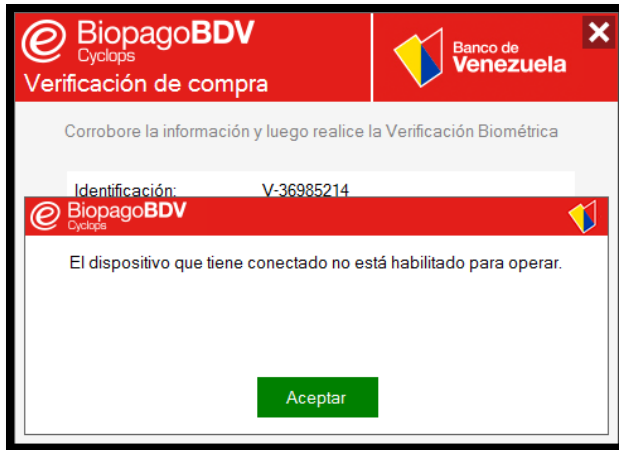 BiopagoBDV
Cyclops
Verificación de compra
Banco de
Venezuela
Corrobore la información y luego realice la Verificación Biométrica
Identificación: V-36985214
BiopagoBDV
Cyclops
El dispositivo que tiene conectado no está habilitado para operar.
Aceptar